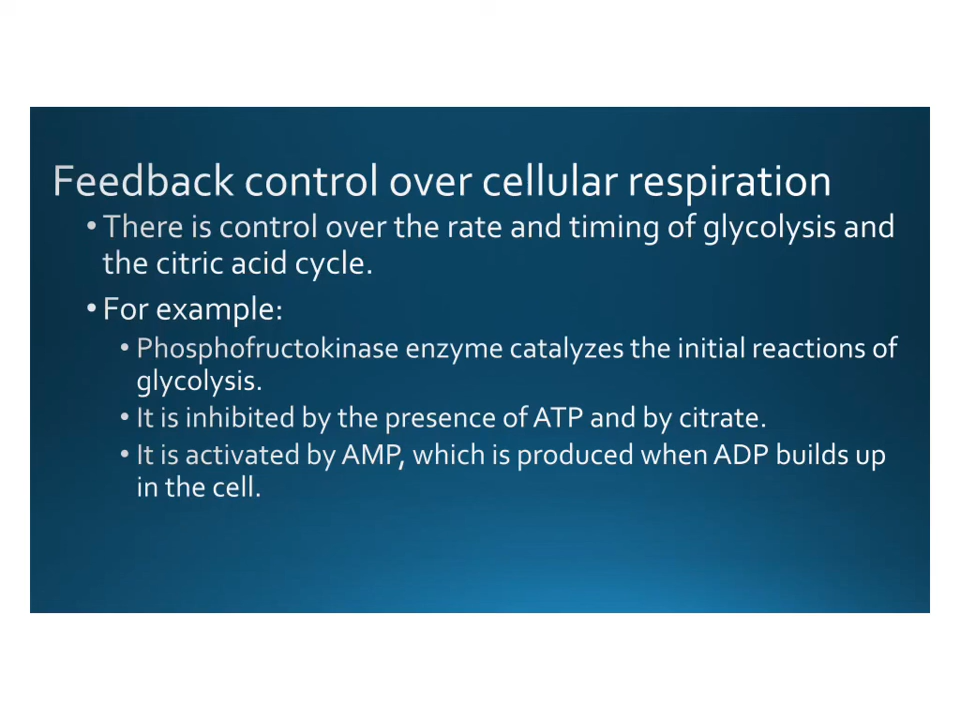 Feedback control over cellular respiration
• There is control over the rate and timing of glycolysis and
the citric acid cycle.
• For example:
• Phosphofructokinase enzyme catalyzes the initial reactions of
glycolysis.
• It is inhibited by the presence of ATP and by citrate.
• It is activated by AMP, which is produced when ADP builds up
in the cell.